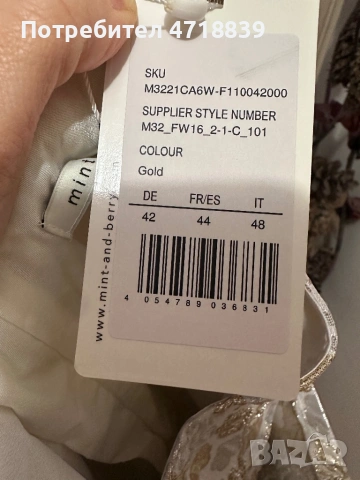 Потребител 4718839
SKU
M3221CA6W-F110042000
SUPPLIER STYLE NUMBER
M32_FW16_2-1-C_101
COLOUR
Gold
DE FR/ES IT
42 44 48
4 054789 036831
www.mint-and-berry
mint
BAZAR